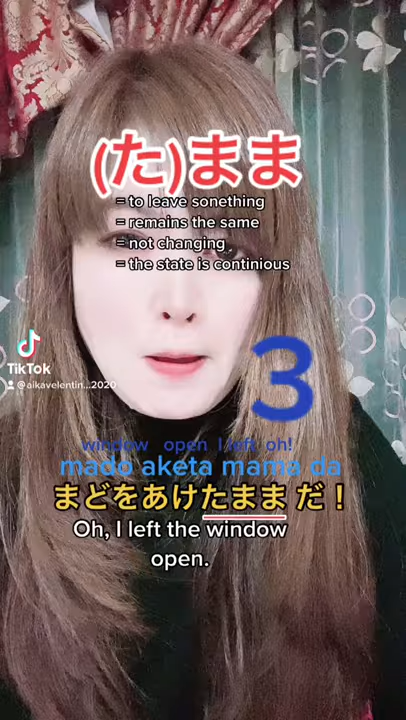 (た)まま
= to leave sonething
= remains the same
= not changing
= the state is continious
TikTok
@aikavelentin...2020
3
window open I left oh!
mado aketa mama da
まどをあけたまま だ！
Oh, I left the window
open.